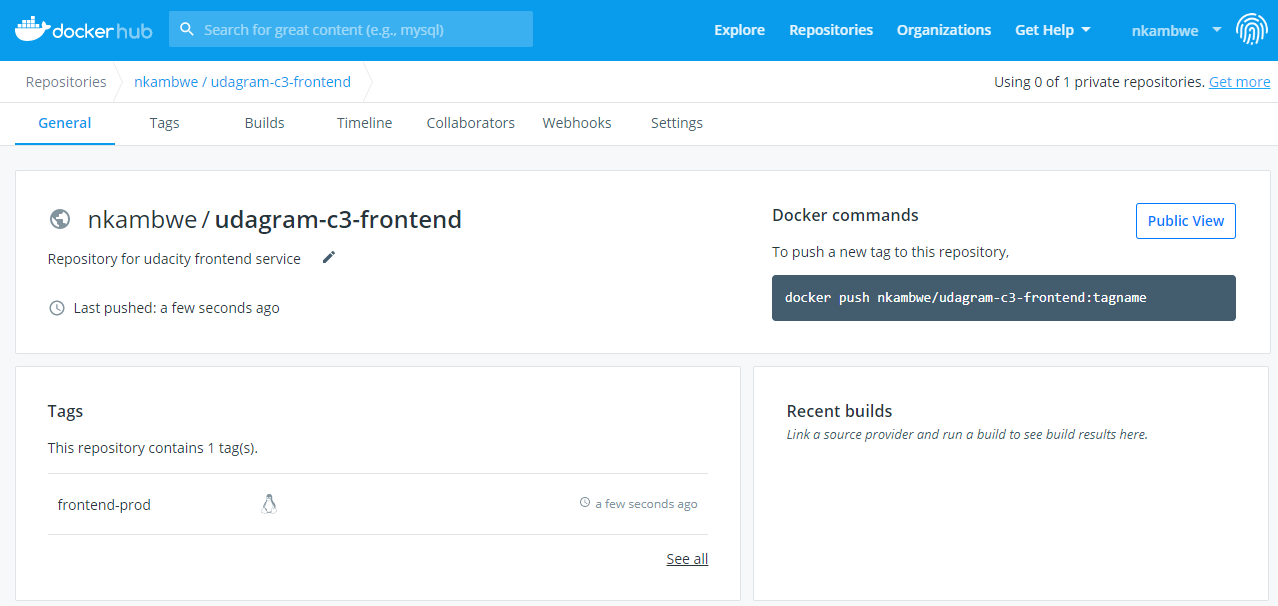 dockerhub Search for great content (e.g., mysql) Explore Repositories Organizations Get Help nkambwe
Repositories nkambwe / udagram-c3-frontend Using 0 of 1 private repositories. Get more
General Tags Builds Timeline Collaborators Webhooks Settings
nkambwe / udagram-c3-frontend
Repository for udacity frontend service
Last pushed: a few seconds ago
Docker commands
Public View
To push a new tag to this repository,
docker push nkambwe/udagram-c3-frontend:tagname
Tags
This repository contains 1 tag(s).
frontend-prod a few seconds ago
See all
Recent builds
Link a source provider and run a build to see build results here.